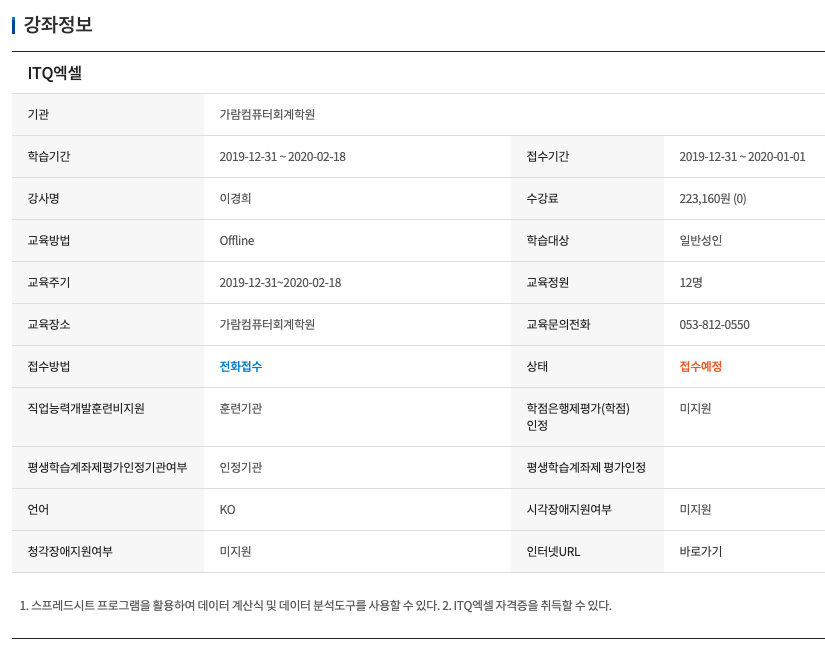 강좌정보
ITQ엑셀
기관 가람컴퓨터회계학원
학습기간 2019-12-31 ~ 2020-02-18 접수기간 2019-12-31 ~ 2020-01-01
강사명 이경희 수강료 223,160원 (0)
교육방법 Offline 학습대상 일반성인
교육주기 2019-12-31~2020-02-18 교육정원 12명
교육장소 가람컴퓨터회계학원 교육문의전화 053-812-0550
접수방법 전화접수 상태 접수예정
직업능력개발훈련비지원 훈련기관 학점은행제평가(학점) 미지원
인정
평생학습계좌제평가인정기관여부 인정기관 평생학습계좌제 평가인정
언어 KO 시각장애지원여부 미지원
청각장애지원여부 미지원 인터넷URL 바로가기
1. 스프레드시트 프로그램을 활용하여 데이터 계산식 및 데이터 분석도구를 사용할 수 있다. 2. ITQ엑셀 자격증을 취득할 수 있다.